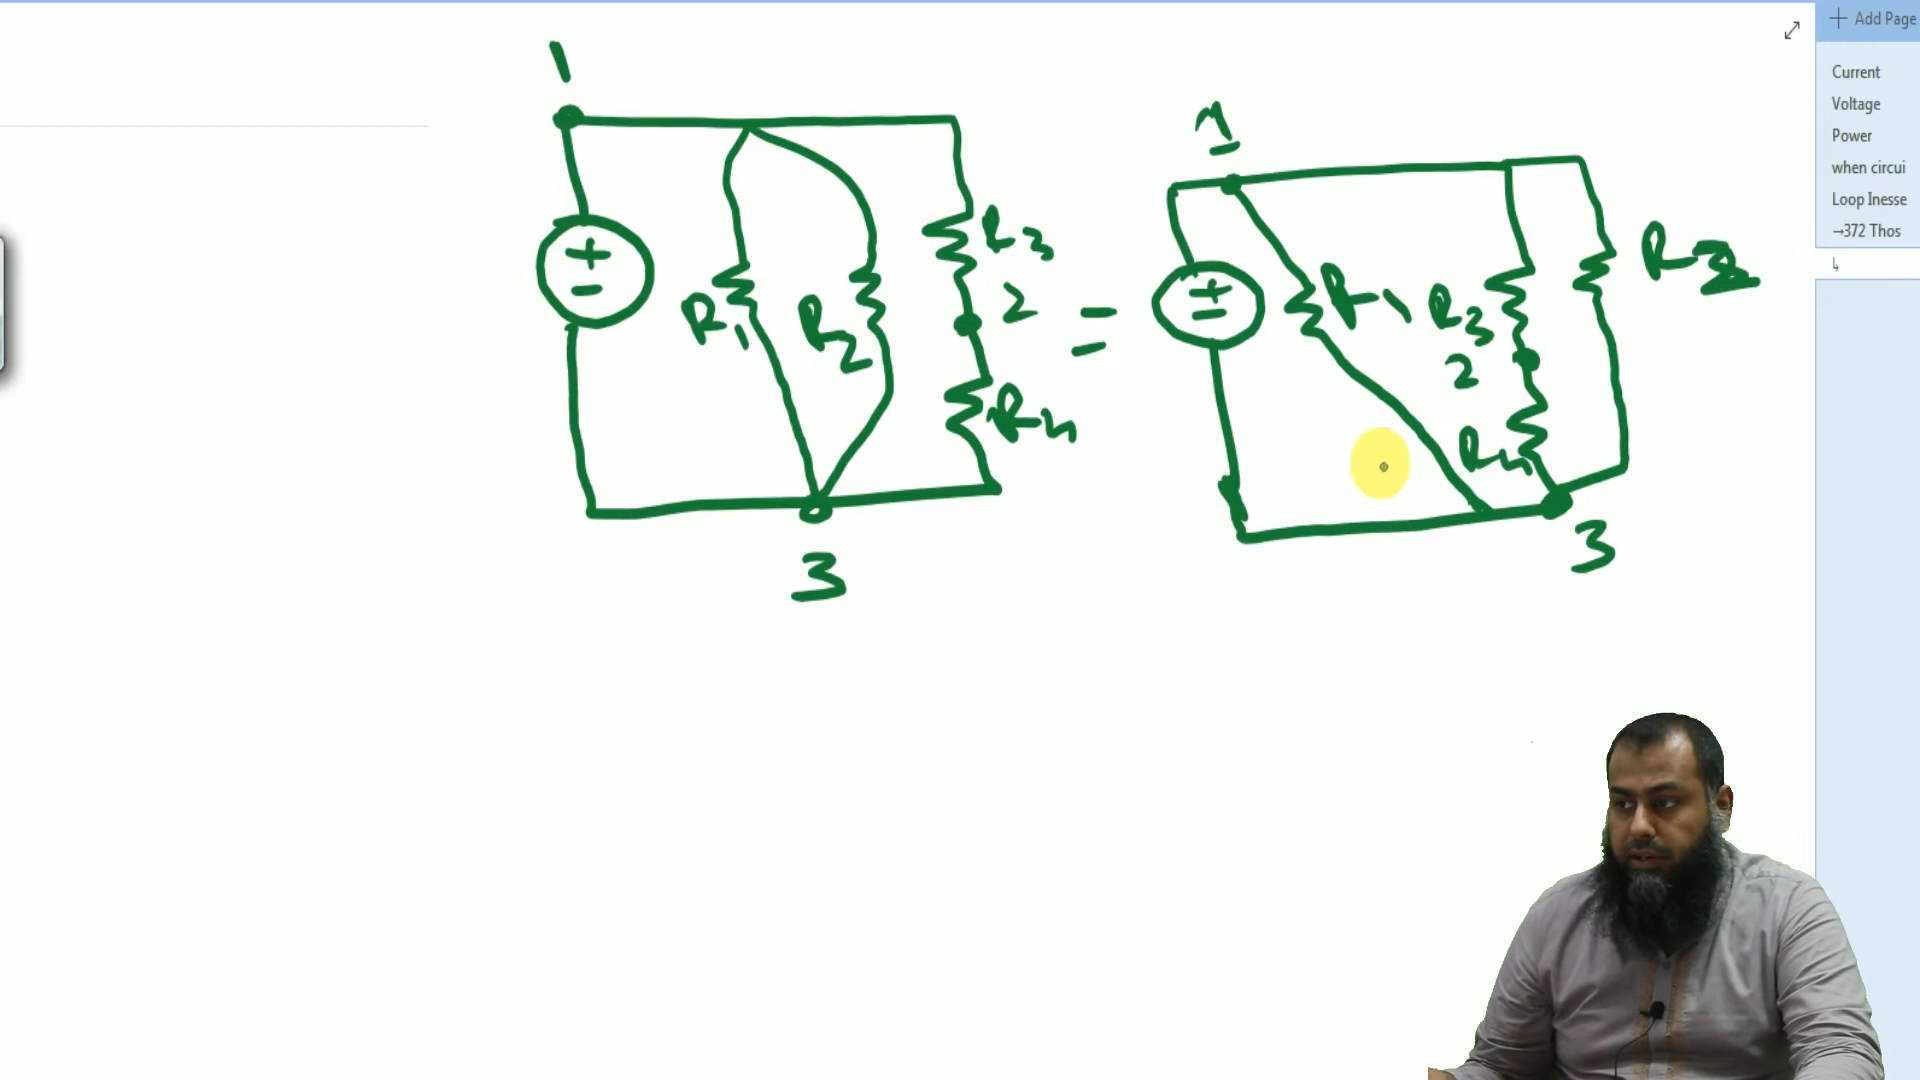 + Add Page
Current
Voltage
Power
when circui
Loop Inesse
→372 Thos
1
+
−
R1
R2
R3
2
R4
3
=
1
+
−
R1
R3
2
R4
R2
3